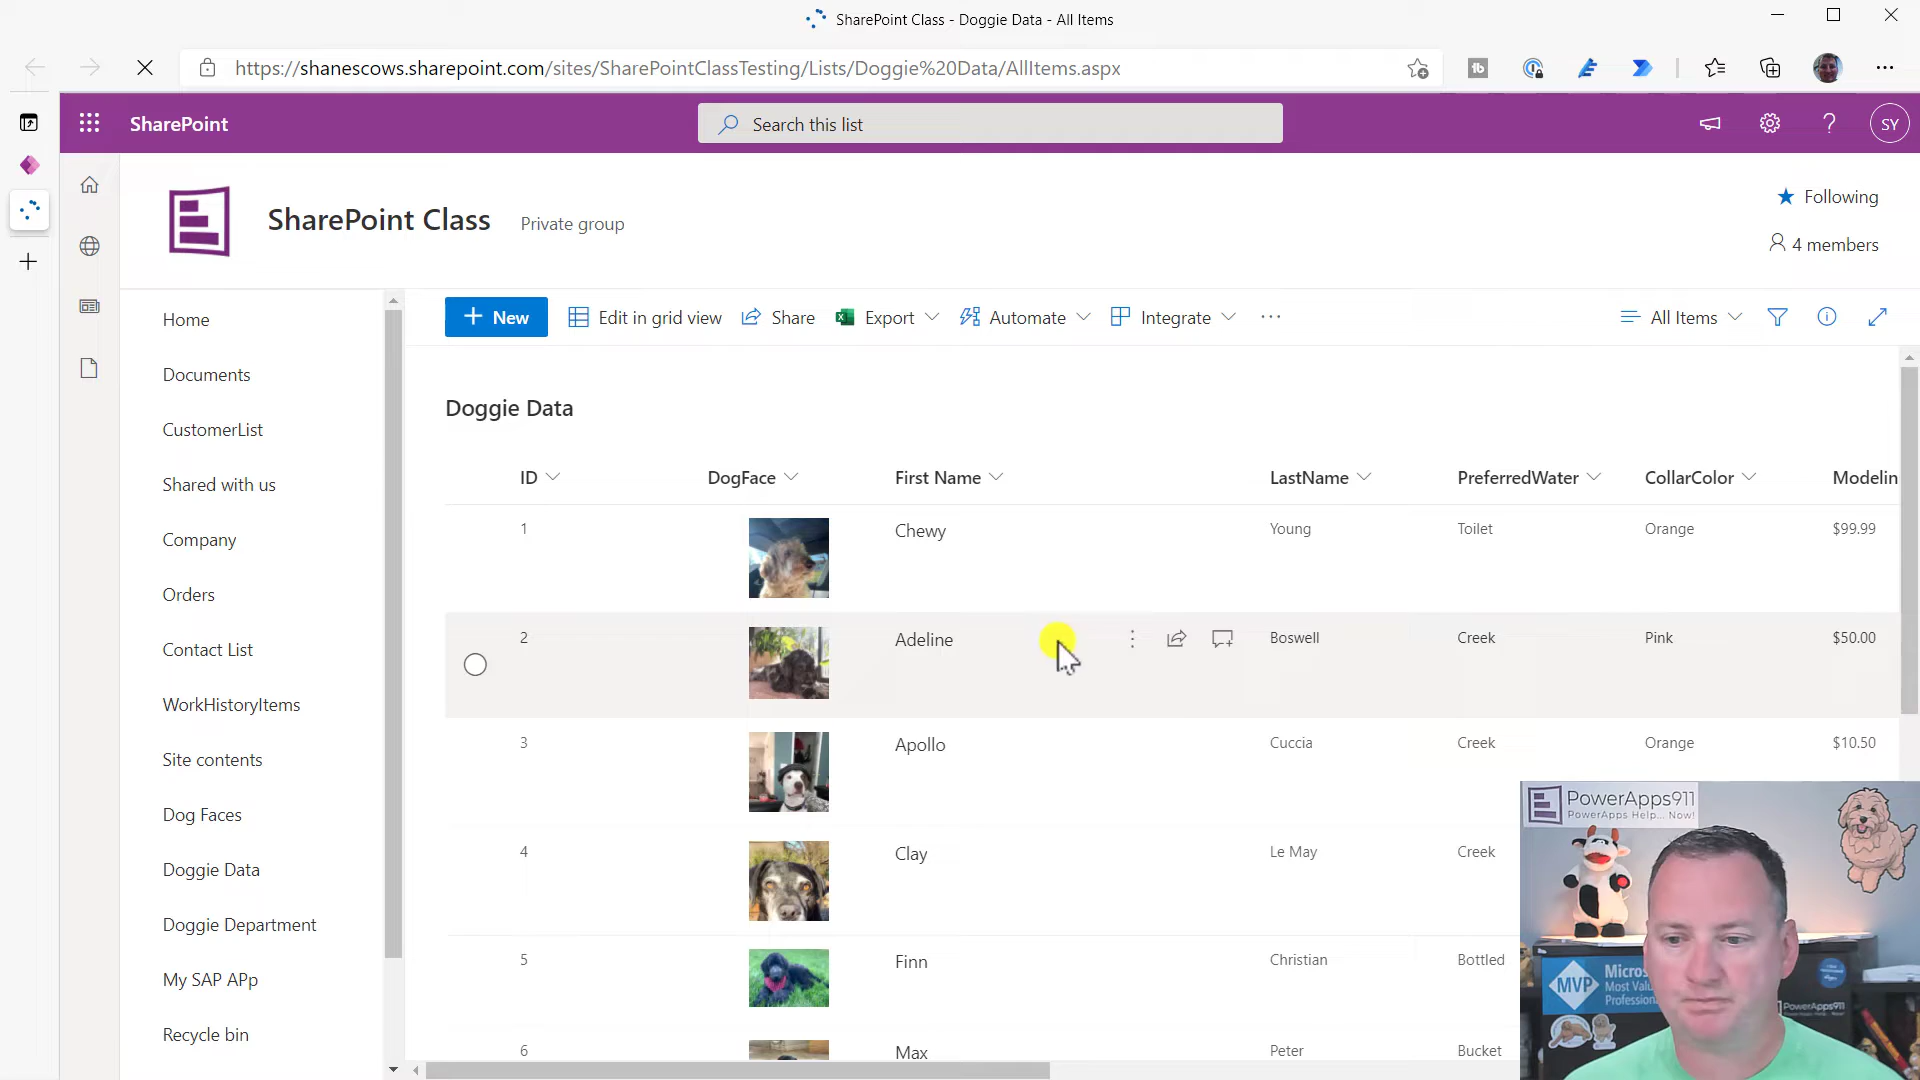 SharePoint Class - Doggie Data - All Items
https://shanescows.sharepoint.com/sites/SharePointClassTesting/Lists/Doggie%20Data/AllItems.aspx
SharePoint
Search this list
SY
SharePoint Class
Private group
Following
4 members
Home
Documents
CustomerList
Shared with us
Company
Orders
Contact List
WorkHistoryItems
Site contents
Dog Faces
Doggie Data
Doggie Department
My SAP APp
Recycle bin
New
Edit in grid view
Share
Export
Automate
Integrate
All Items
Doggie Data
ID DogFace First Name LastName PreferredWater CollarColor Modelin
1 Chewy Young Toilet Orange $99.99
2 Adeline Boswell Creek Pink $50.00
3 Apollo Cuccia Creek Orange $10.50
4 Clay Le May Creek
5 Finn Christian Bottled
6 Max Peter Bucket
PowerApps911
PowerApps Help... Now!
MVP
Micros
Most Valu
Professional
PowerApps911